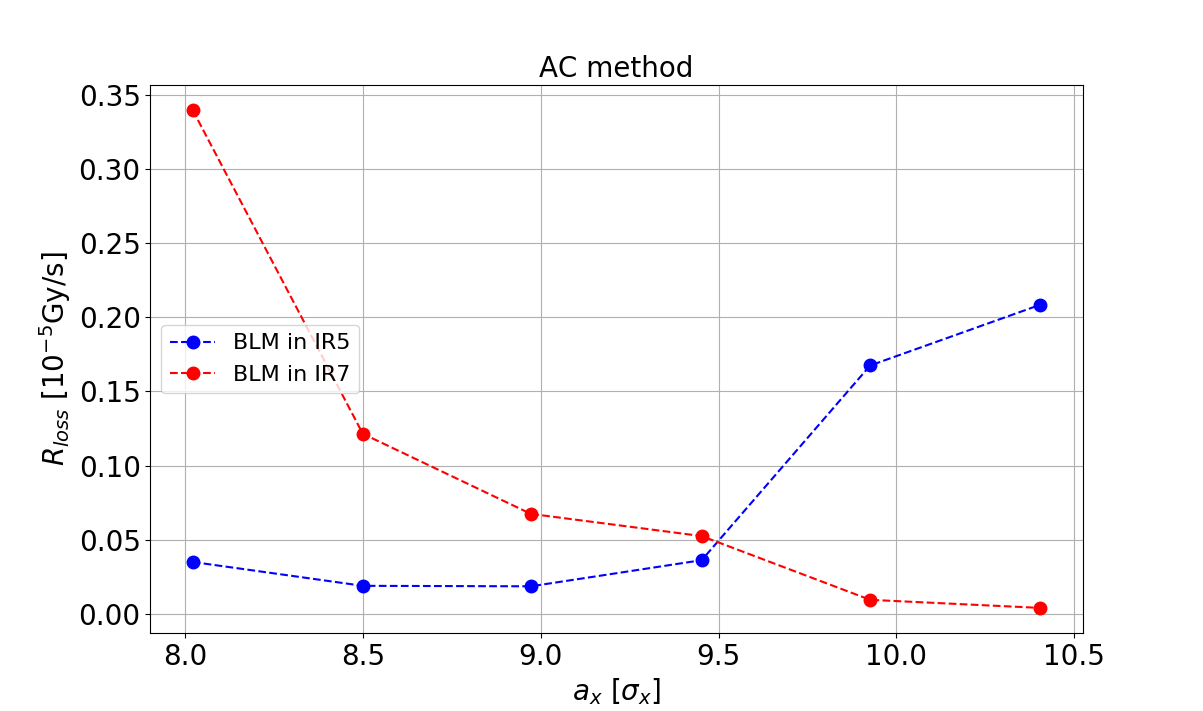 AC method
0.35
0.30
0.25
0.20
0.15
0.10
0.05
0.00
R_loss [10⁻⁵Gy/s]
BLM in IR5
BLM in IR7
8.0 8.5 9.0 9.5 10.0 10.5
aₓ [σₓ]